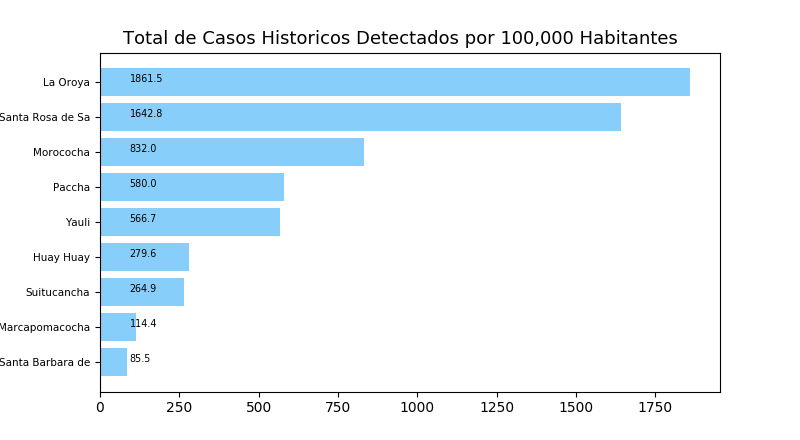 Total de Casos Historicos Detectados por 100,000 Habitantes
La Oroya 1861.5
Santa Rosa de Sa 1642.8
Morococha 832.0
Paccha 580.0
Yauli 566.7
Huay Huay 279.6
Suitucancha 264.9
Marcapomacocha 114.4
Santa Barbara de 85.5
0 250 500 750 1000 1250 1500 1750